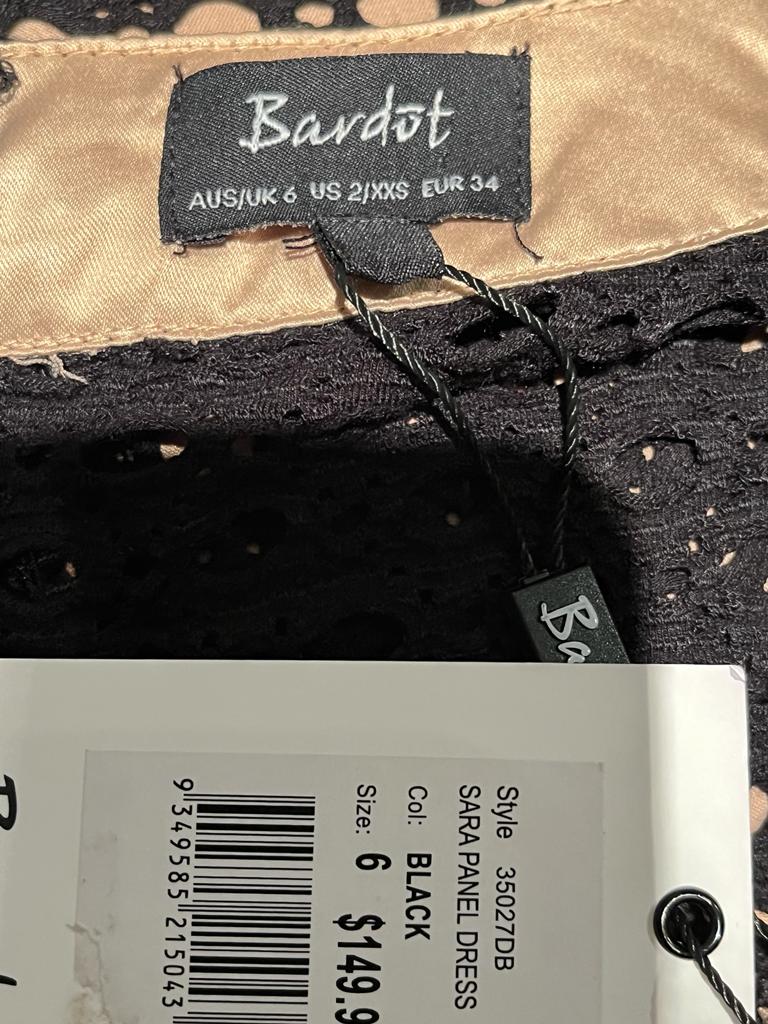 Bardot
AUS/UK 6 US 2/XXS EUR 34
Ba
Style 35027DB
SARA PANEL DRESS
Col: BLACK
Size: 6 $149.9
9 349585 215043